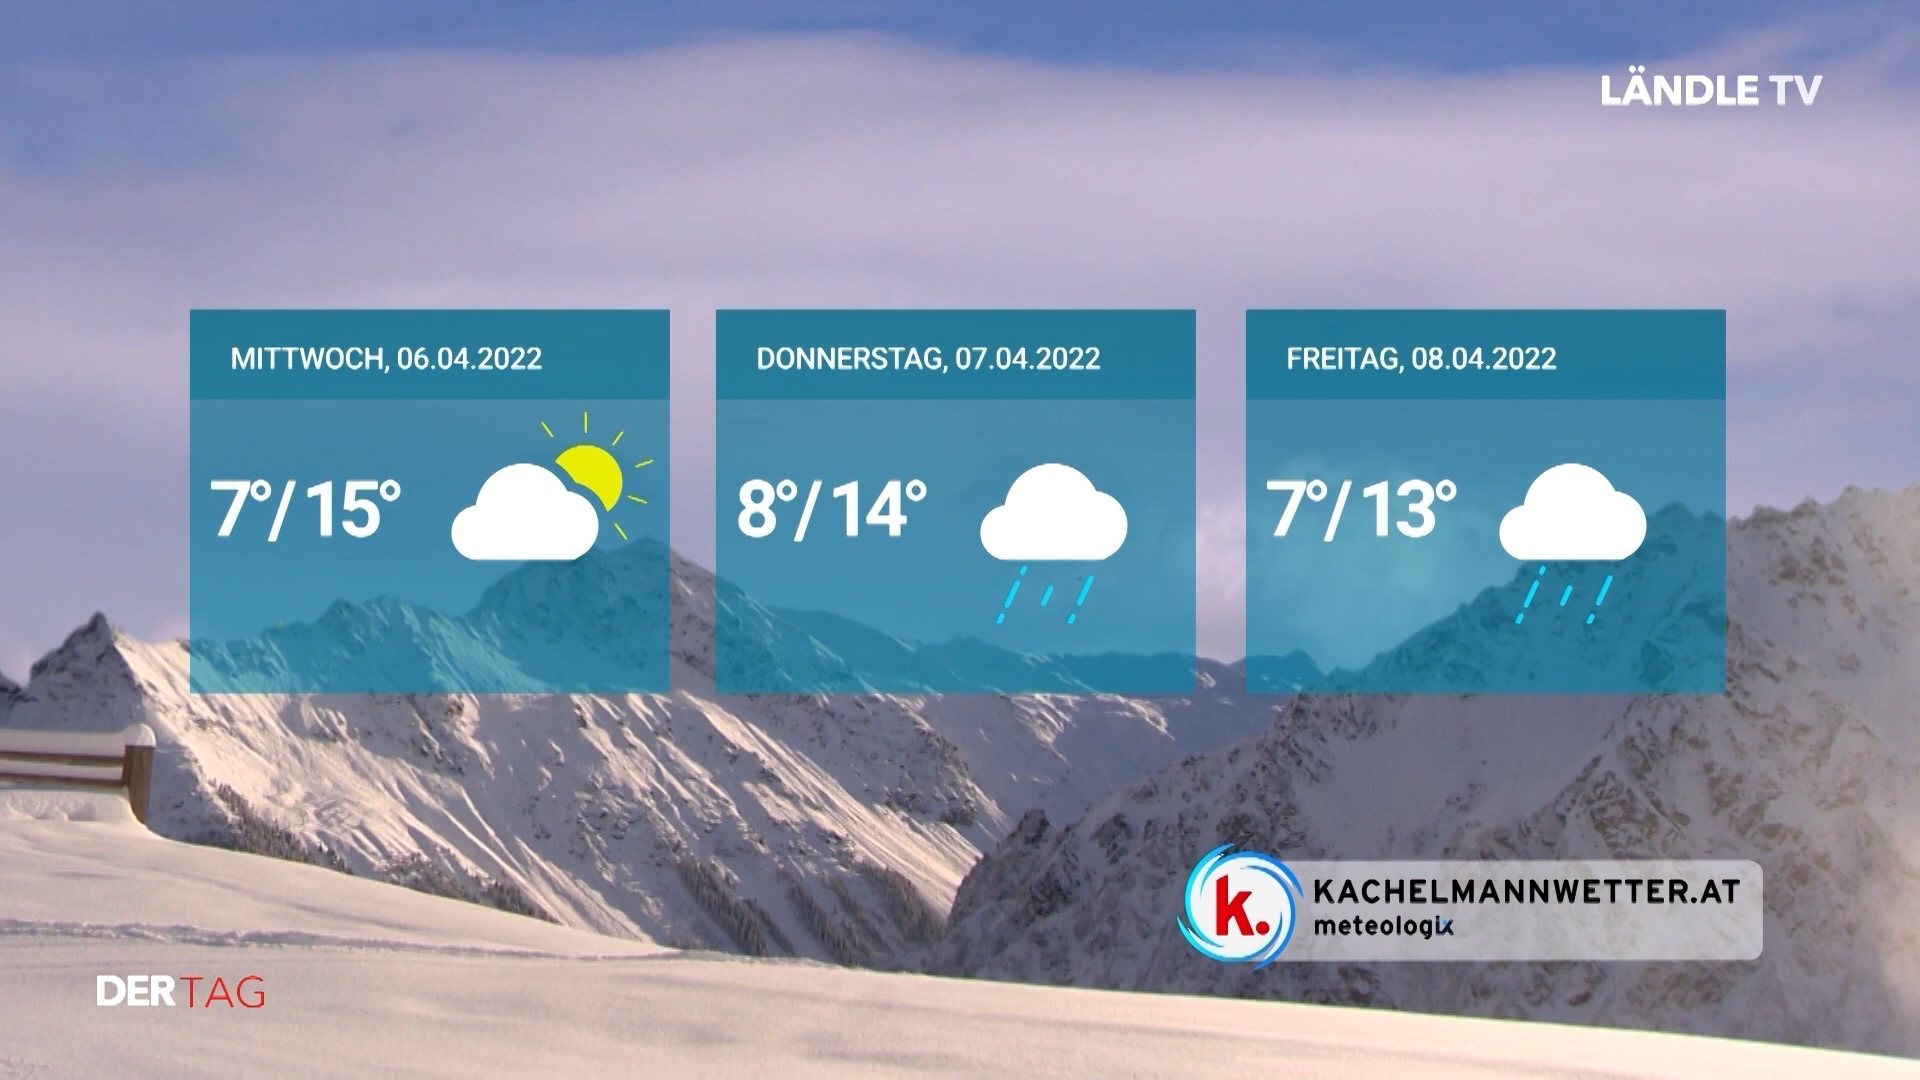 LÄNDLE TV
MITTWOCH, 06.04.2022
7°/15°
DONNERSTAG, 07.04.2022
8°/14°
FREITAG, 08.04.2022
7°/13°
k.
KACHELMANNWETTER.AT
meteologix
DER TAG